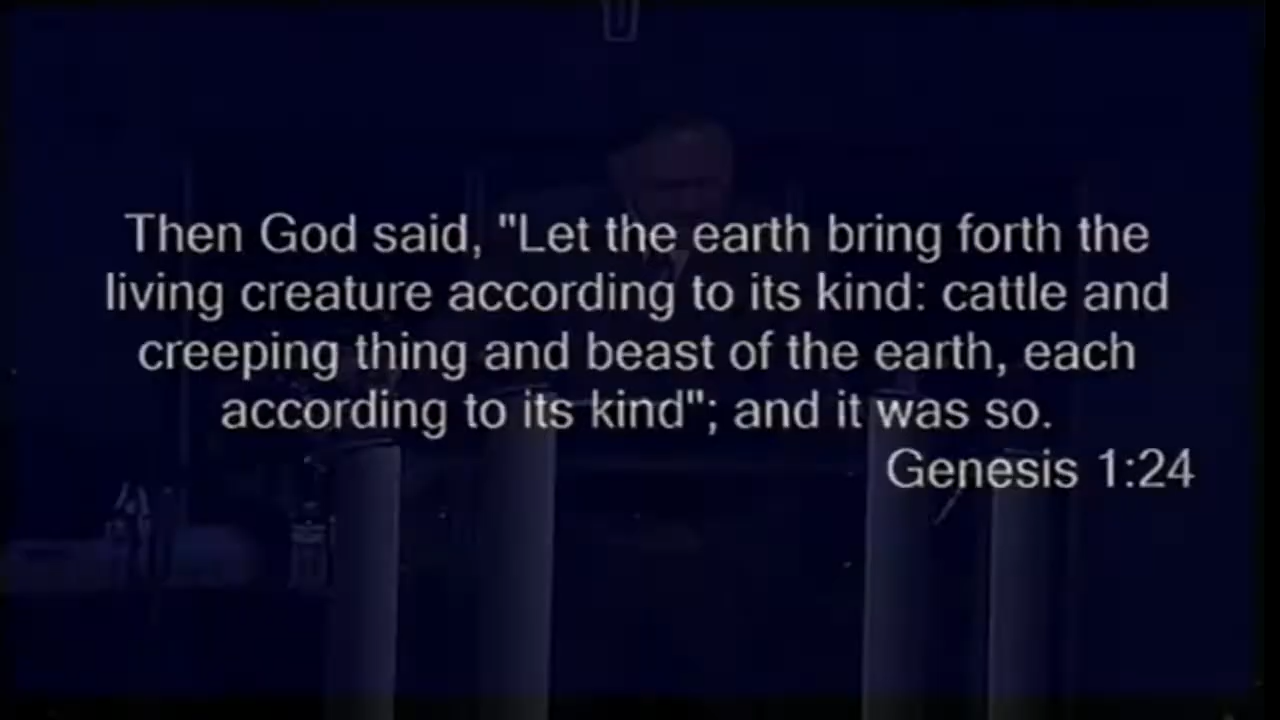 Then God said, "Let the earth bring forth the
living creature according to its kind: cattle and
creeping thing and beast of the earth, each
according to its kind"; and it was so.
Genesis 1:24